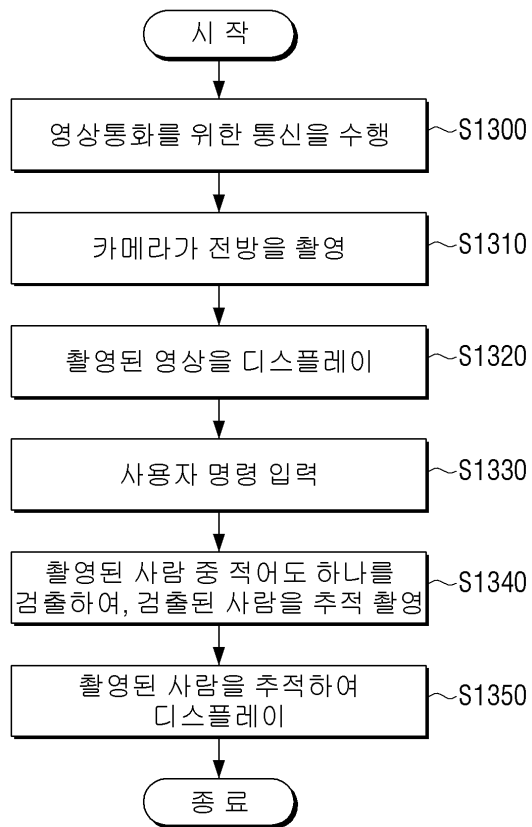 시 작
영상통화를 위한 통신을 수행
S1300
카메라가 전방을 촬영
S1310
촬영된 영상을 디스플레이
S1320
사용자 명령 입력
S1330
촬영된 사람 중 적어도 하나를
검출하여, 검출된 사람을 추적 촬영
S1340
촬영된 사람을 추적하여
디스플레이
S1350
종 료